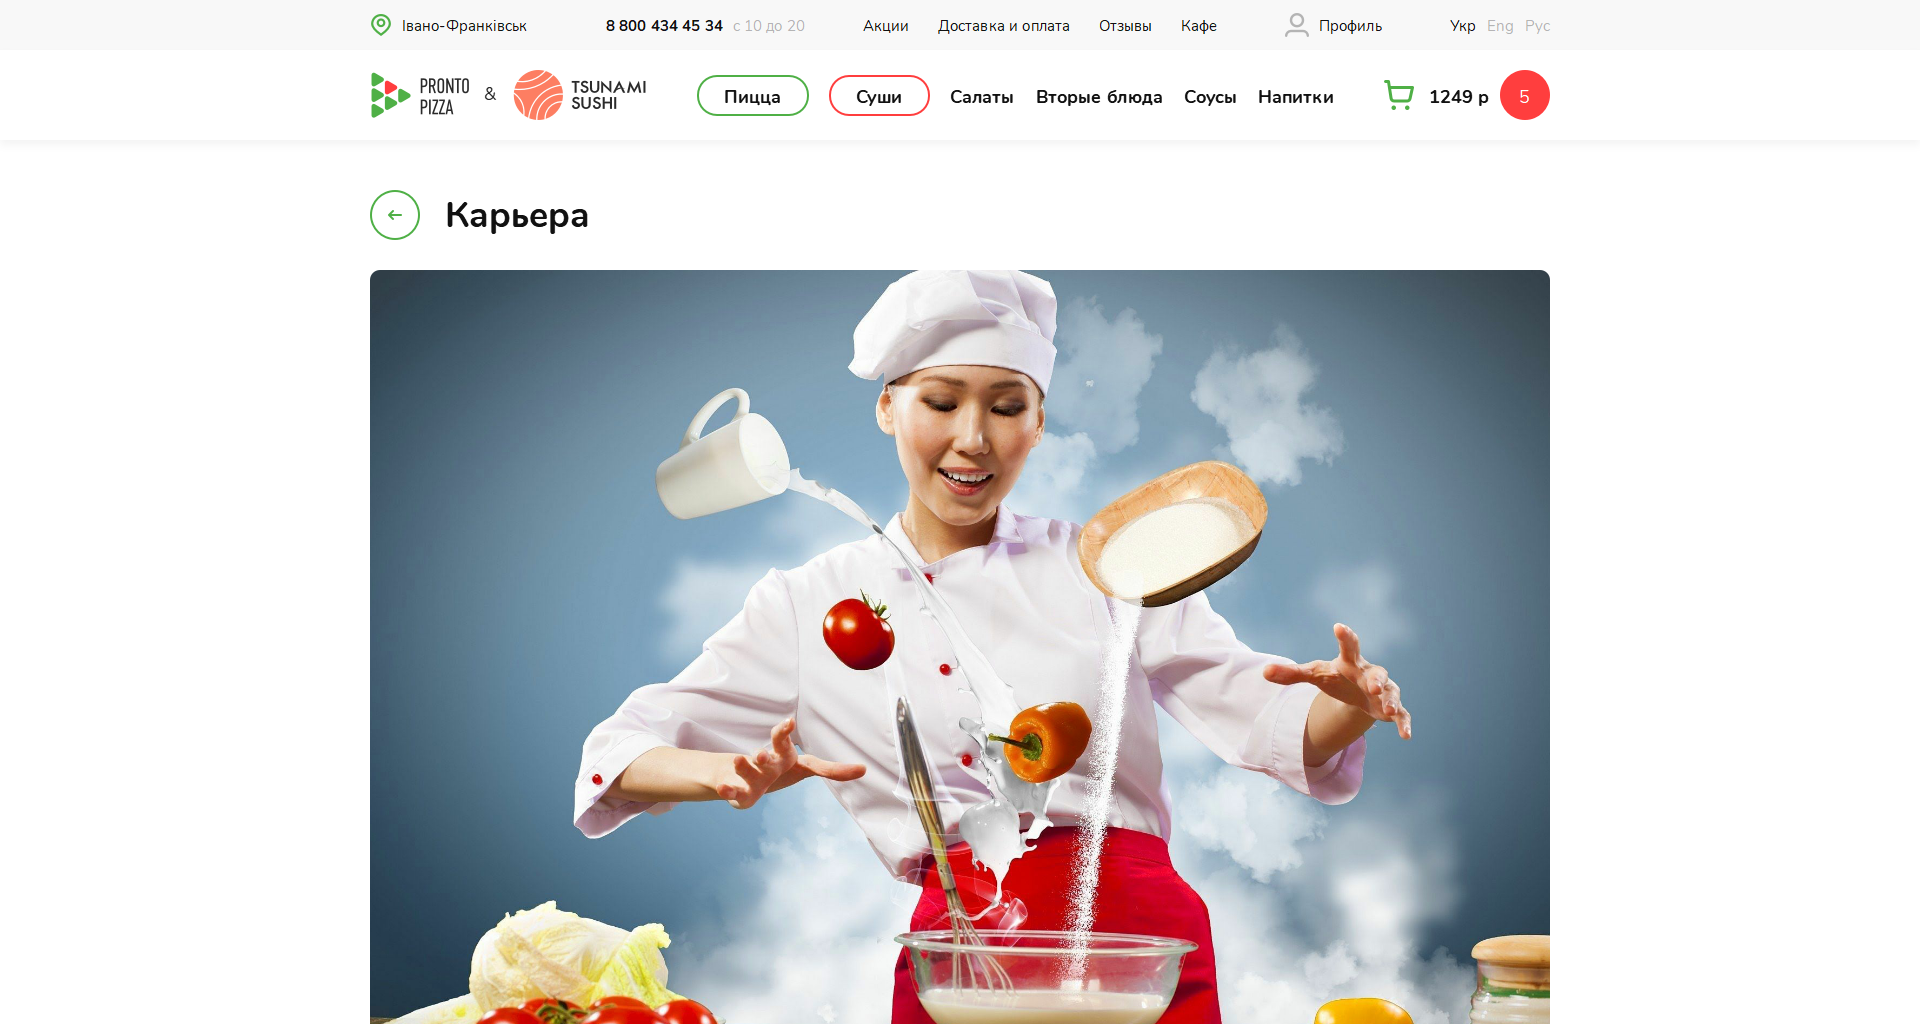 Івано-Франківськ
8 800 434 45 34 с 10 до 20
Акции Доставка и оплата Отзывы Кафе
Профиль
Укр Eng Рус
PRONTO
PIZZA
&
TSUNAMI
SUSHI
Пицца Суши Салаты Вторые блюда Соусы Напитки
1249 р 5
Карьера